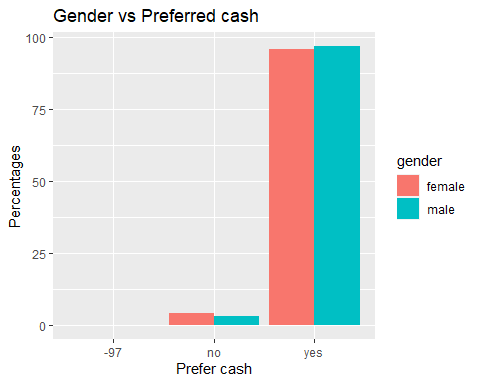 Gender vs Preferred cash
100
75
50
25
0
Percentages
-97
no
yes
Prefer cash
gender
female
male